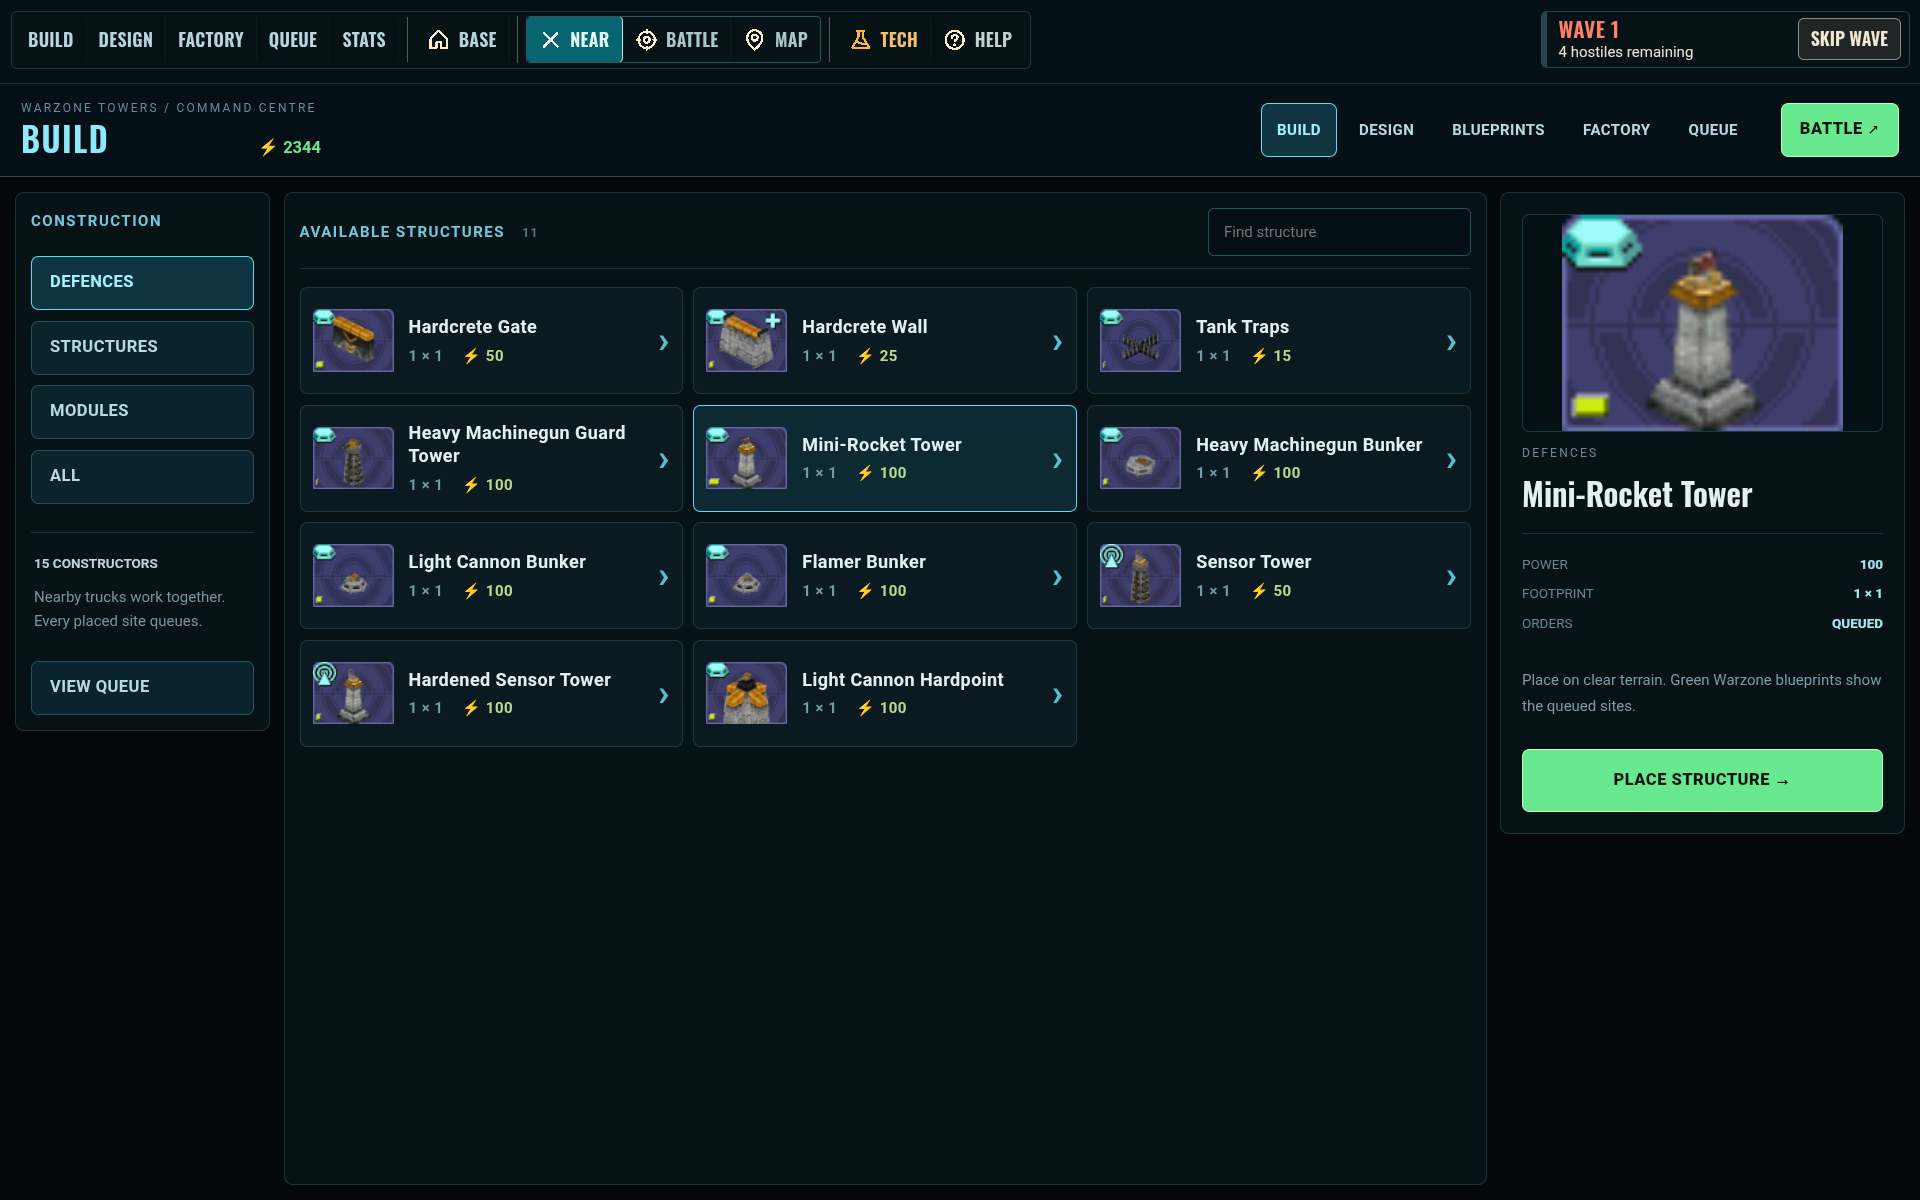 BUILD DESIGN FACTORY QUEUE STATS BASE NEAR BATTLE MAP TECH HELP
WAVE 1
4 hostiles remaining
SKIP WAVE
WARZONE TOWERS / COMMAND CENTRE
BUILD
⚡ 2344
BUILD DESIGN BLUEPRINTS FACTORY QUEUE BATTLE ↗
CONSTRUCTION
DEFENCES
STRUCTURES
MODULES
ALL
15 CONSTRUCTORS
Nearby trucks work together.
Every placed site queues.
VIEW QUEUE
AVAILABLE STRUCTURES 11
Find structure
Hardcrete Gate
1 × 1 ⚡ 50
Hardcrete Wall
1 × 1 ⚡ 25
Tank Traps
1 × 1 ⚡ 15
Heavy Machinegun Guard
Tower
1 × 1 ⚡ 100
Mini-Rocket Tower
1 × 1 ⚡ 100
Heavy Machinegun Bunker
1 × 1 ⚡ 100
Light Cannon Bunker
1 × 1 ⚡ 100
Flamer Bunker
1 × 1 ⚡ 100
Sensor Tower
1 × 1 ⚡ 50
Hardened Sensor Tower
1 × 1 ⚡ 100
Light Cannon Hardpoint
1 × 1 ⚡ 100
DEFENCES
Mini-Rocket Tower
POWER 100
FOOTPRINT 1 × 1
ORDERS QUEUED
Place on clear terrain. Green Warzone blueprints show
the queued sites.
PLACE STRUCTURE →